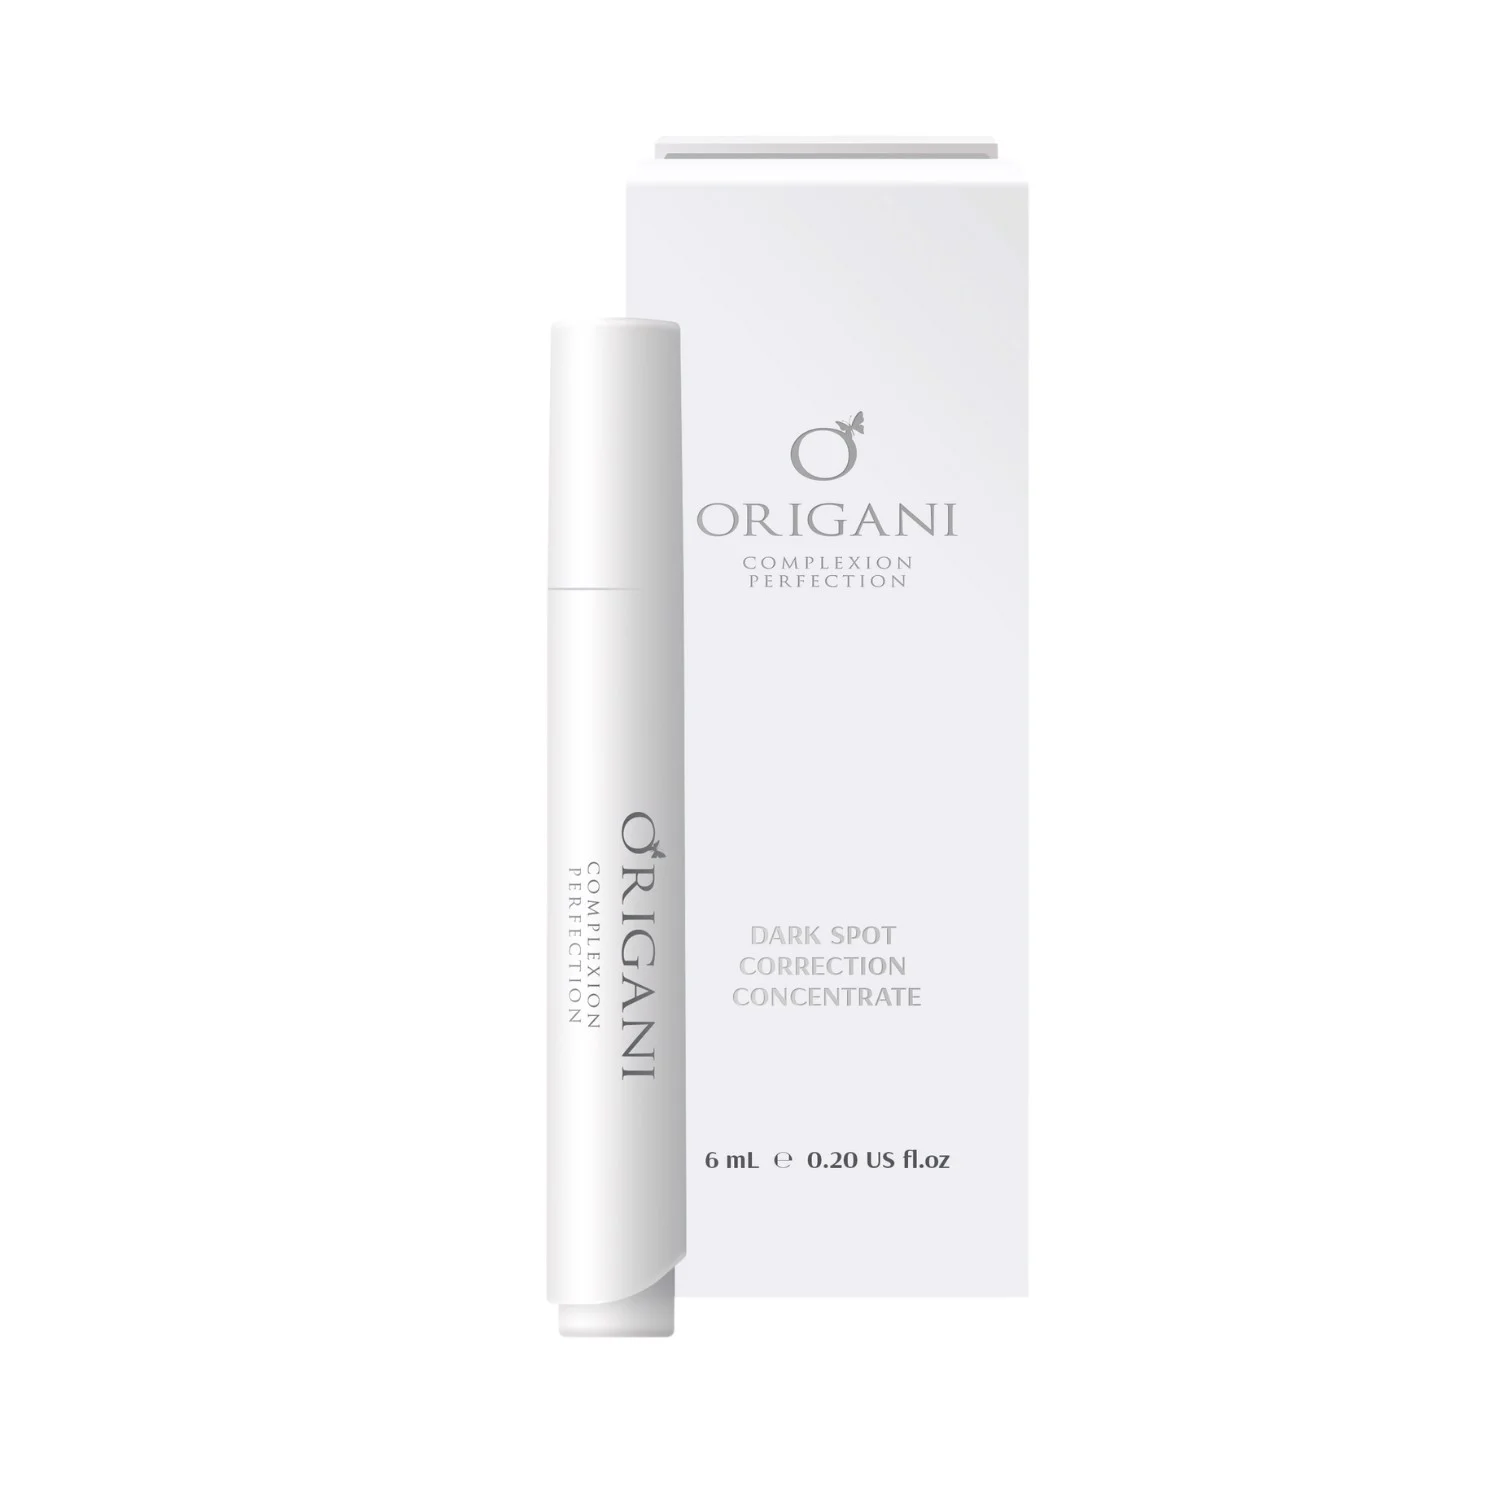 ORIGANI
COMPLEXION
PERFECTION
DARK SPOT
CORRECTION
CONCENTRATE
6 mL ℮ 0.20 US fl.oz
ORIGANI
COMPLEXION
PERFECTION